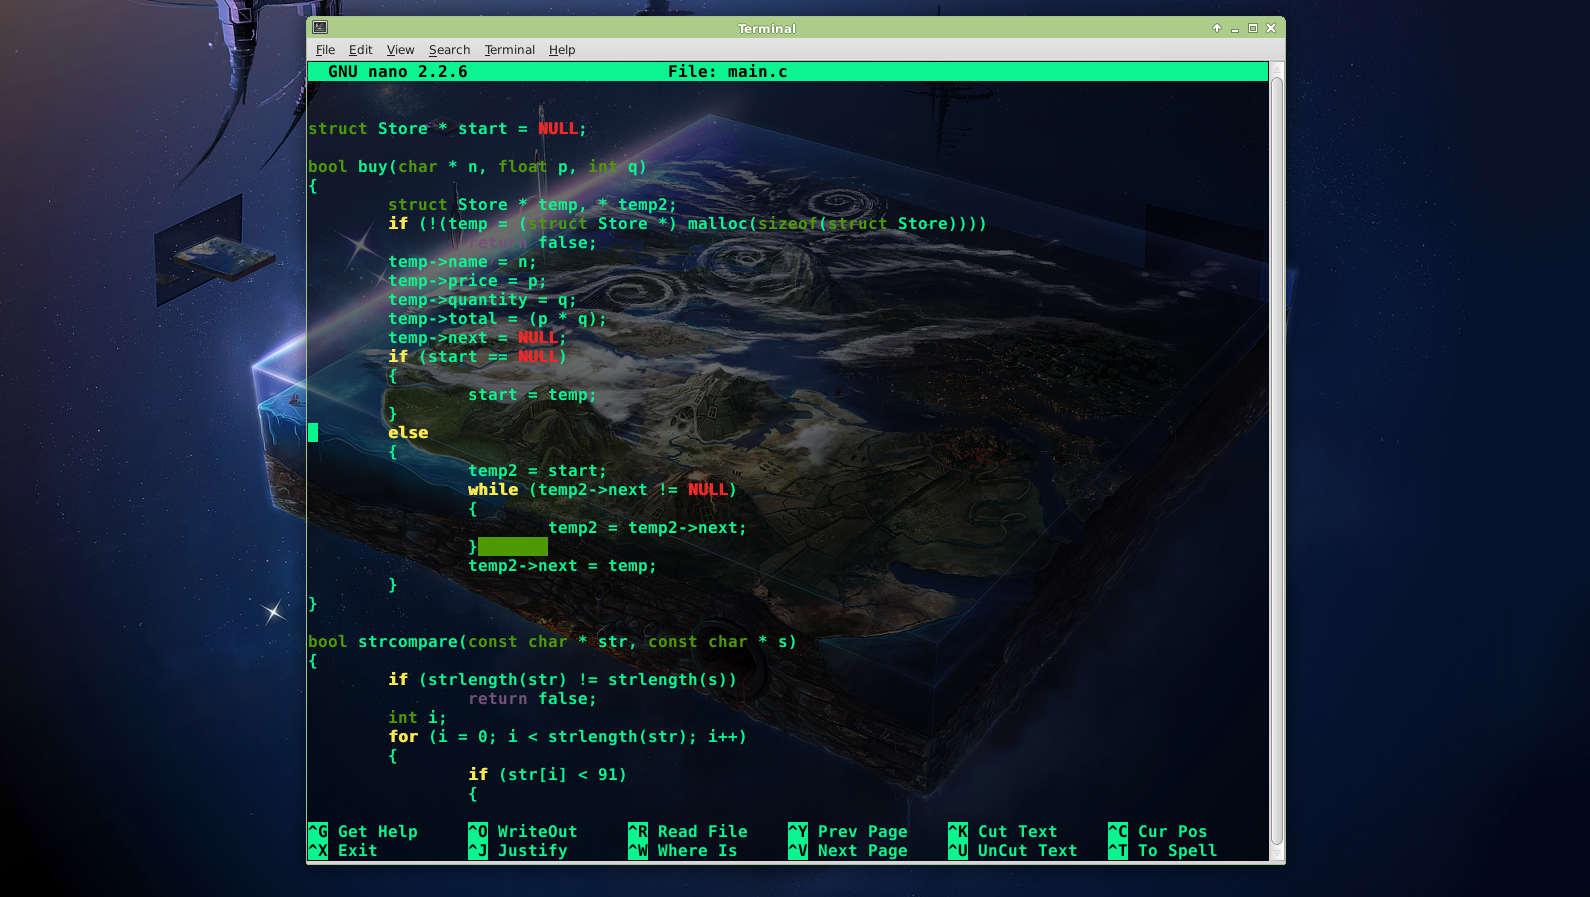 Terminal
File Edit View Search Terminal Help
GNU nano 2.2.6 File: main.c
struct Store * start = NULL;
bool buy(char * n, float p, int q)
{
struct Store * temp, * temp2;
if (!(temp = (struct Store *) malloc(sizeof(struct Store))))
return false;
temp->name = n;
temp->price = p;
temp->quantity = q;
temp->total = (p * q);
temp->next = NULL;
if (start == NULL)
{
start = temp;
}
else
{
temp2 = start;
while (temp2->next != NULL)
{
temp2 = temp2->next;
}
temp2->next = temp;
}
}
bool strcompare(const char * str, const char * s)
{
if (strlength(str) != strlength(s))
return false;
int i;
for (i = 0; i < strlength(str); i++)
{
if (str[i] < 91)
{
^G Get Help ^O WriteOut ^R Read File ^Y Prev Page ^K Cut Text ^C Cur Pos
^X Exit ^J Justify ^W Where Is ^V Next Page ^U UnCut Text ^T To Spell